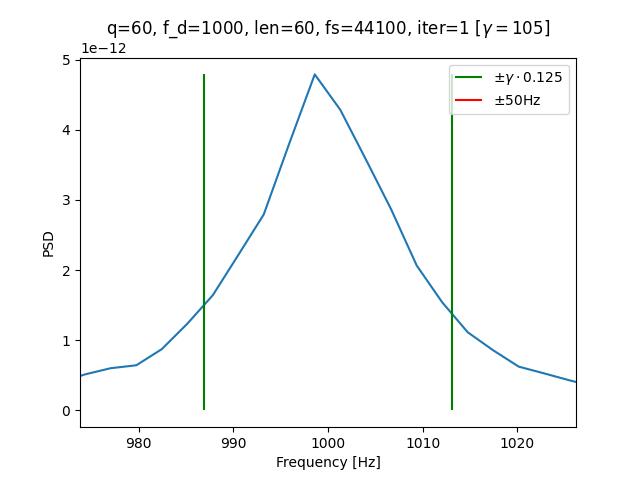 q=60, f_d=1000, len=60, fs=44100, iter=1 [γ = 105]
1e−12
5
4
3
2
1
0
PSD
±γ · 0.125
±50Hz
980
990
1000
1010
1020
Frequency [Hz]